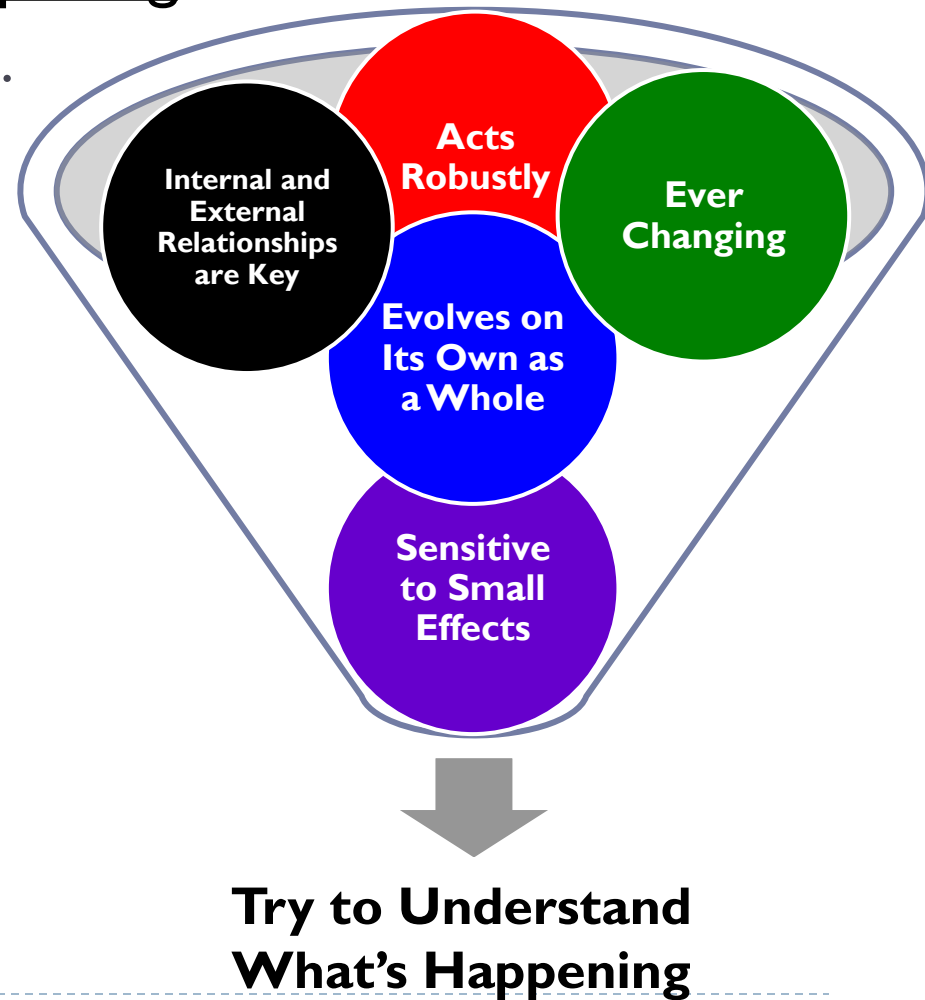 Acts
Robustly
Internal and
External
Relationships
are Key
Ever
Changing
Evolves on
Its Own as
a Whole
Sensitive
to Small
Effects
Try to Understand
What's Happening